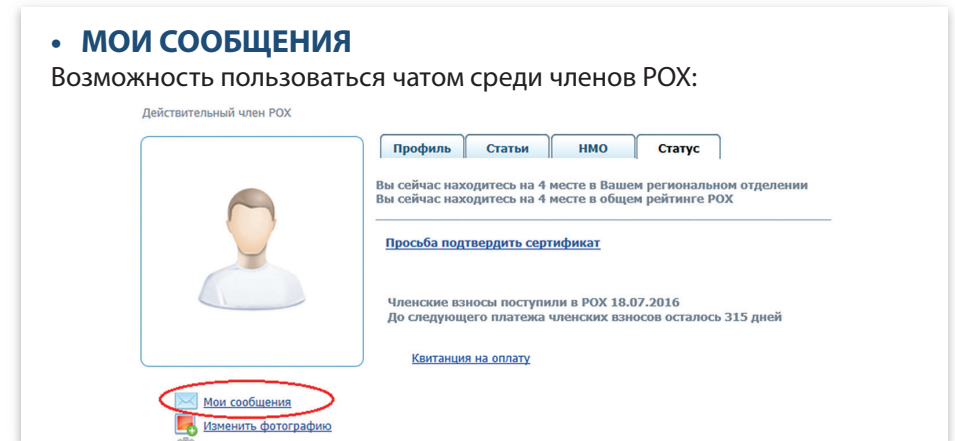 • МОИ СООБЩЕНИЯ
Возможность пользоваться чатом среди членов РОХ:
Действительный член РОХ
Профиль Статьи НМО Статус
Вы сейчас находитесь на 4 месте в Вашем региональном отделении
Вы сейчас находитесь на 4 месте в общем рейтинге РОХ
Просьба подтвердить сертификат
Членские взносы поступили в РОХ 18.07.2016
До следующего платежа членских взносов осталось 315 дней
Квитанция на оплату
Мои сообщения
Изменить фотографию